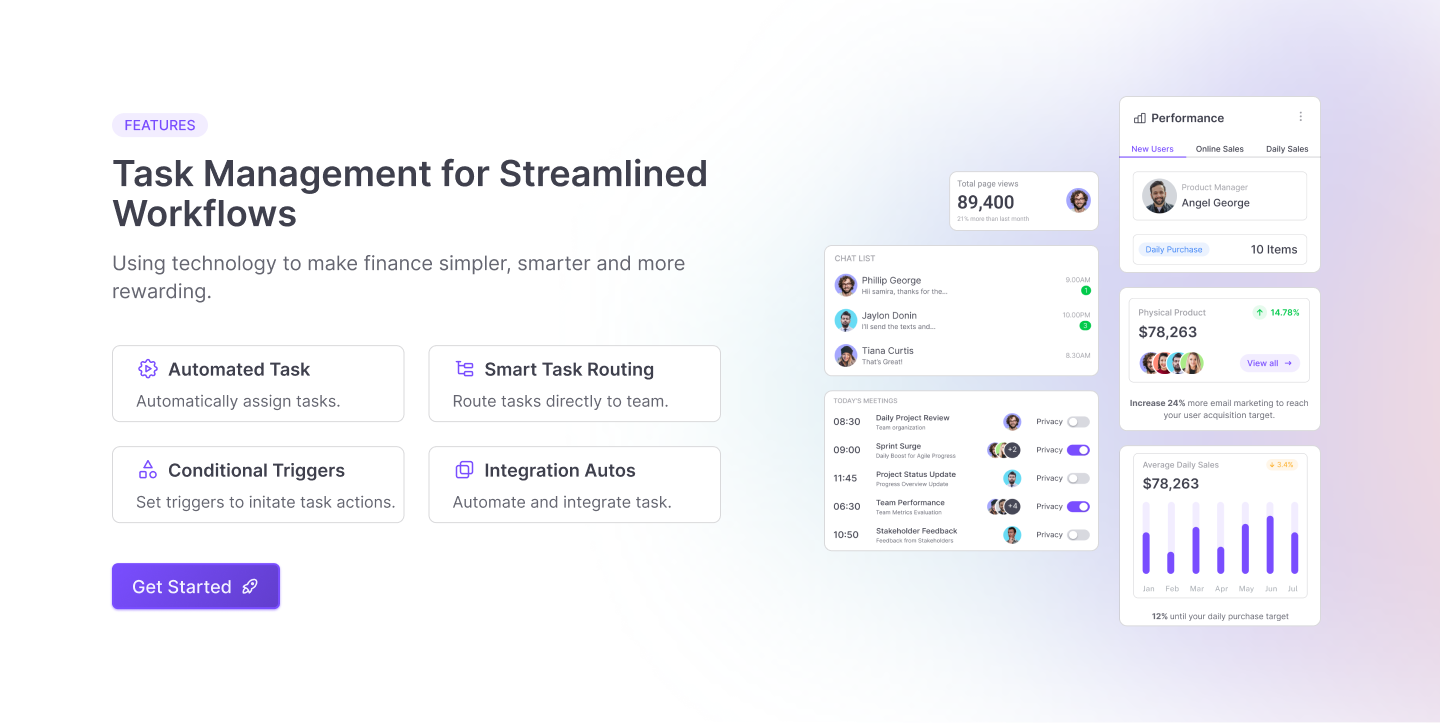 FEATURES
Task Management for Streamlined
Workflows
Using technology to make finance simpler, smarter and more
rewarding.
Automated Task
Automatically assign tasks.
Smart Task Routing
Route tasks directly to team.
Conditional Triggers
Set triggers to initate task actions.
Integration Autos
Automate and integrate task.
Get Started
Total page views
89,400
21% more than last month
CHAT LIST
Phillip George 9.00AM
Hii samira, thanks for the... 1
Jaylon Donin 10.00PM
I'll send the texts and... 3
Tiana Curtis 8.30AM
That's Great!
TODAY'S MEETINGS
08:30 Daily Project Review Privacy
Team organization
09:00 Sprint Surge +2 Privacy
Daily Boost for Agile Progress
11:45 Project Status Update Privacy
Progress Overview Update
06:30 Team Performance +4 Privacy
Team Metrics Evaluation
10:50 Stakeholder Feedback Privacy
Feedback from Stakeholders
Performance
New Users Online Sales Daily Sales
Product Manager
Angel George
Daily Purchase 10 Items
Physical Product 14.78%
$78,263
View all
Increase 24% more email marketing to reach
your user acquisition target.
Average Daily Sales 3.4%
$78,263
Jan Feb Mar Apr May Jun Jul
12% until your daily purchase target